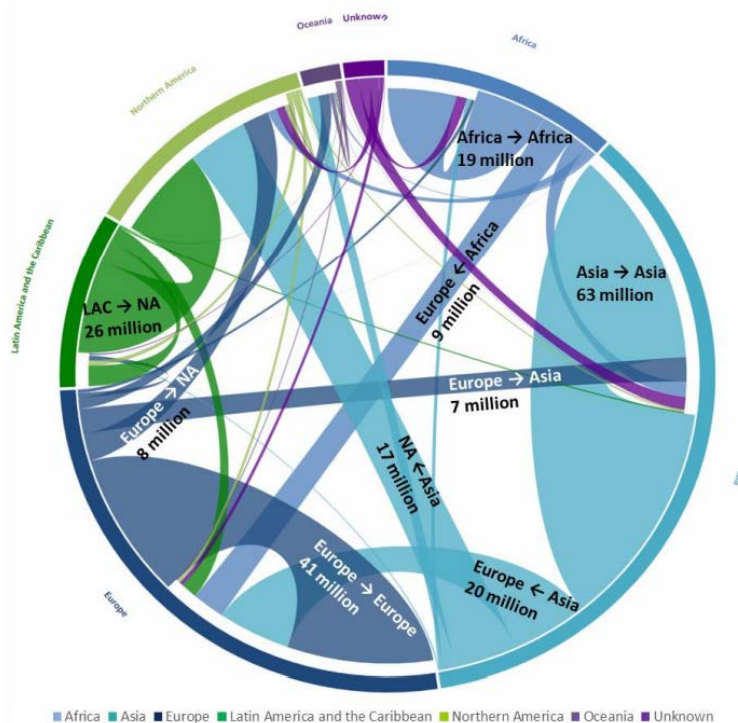 Oceania
Unknown
Africa
Northern America
Africa → Africa
19 million
Latin America and the Caribbean
Asia → Asia
63 million
Europe ← Africa
9 million
LAC → NA
26 million
Europe → NA
8 million
Europe → Asia
7 million
NA ← Asia
17 million
Europe ← Asia
20 million
Europe → Europe
41 million
Europe
Africa Asia Europe Latin America and the Caribbean Northern America Oceania Unknown